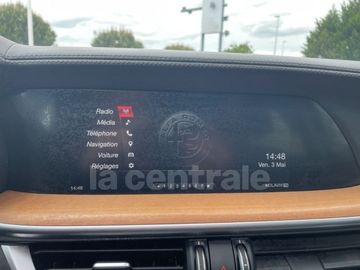 Radio
Média
Téléphone
Navigation
Voiture
Réglages
14:48
Ven. 3 Mai
la centrale
14:48